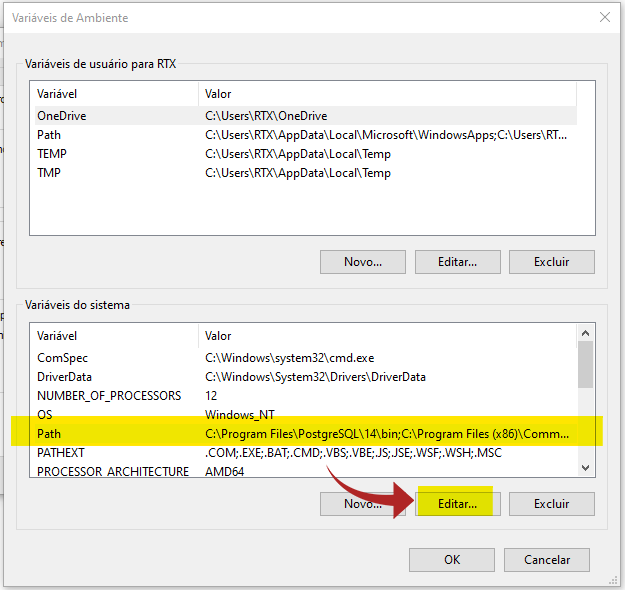 Variáveis de Ambiente
Variáveis de usuário para RTX
Variável Valor
OneDrive C:\Users\RTX\OneDrive
Path C:\Users\RTX\AppData\Local\Microsoft\WindowsApps;C:\Users\RT...
TEMP C:\Users\RTX\AppData\Local\Temp
TMP C:\Users\RTX\AppData\Local\Temp
Novo... Editar... Excluir
Variáveis do sistema
Variável Valor
ComSpec C:\Windows\system32\cmd.exe
DriverData C:\Windows\System32\Drivers\DriverData
NUMBER_OF_PROCESSORS 12
OS Windows_NT
Path C:\Program Files\PostgreSQL\14\bin;C:\Program Files (x86)\Comm...
PATHEXT .COM;.EXE;.BAT;.CMD;.VBS;.VBE;.JS;.JSE;.WSF;.WSH;.MSC
PROCESSOR_ARCHITECTURE AMD64
Novo... Editar... Excluir
OK Cancelar